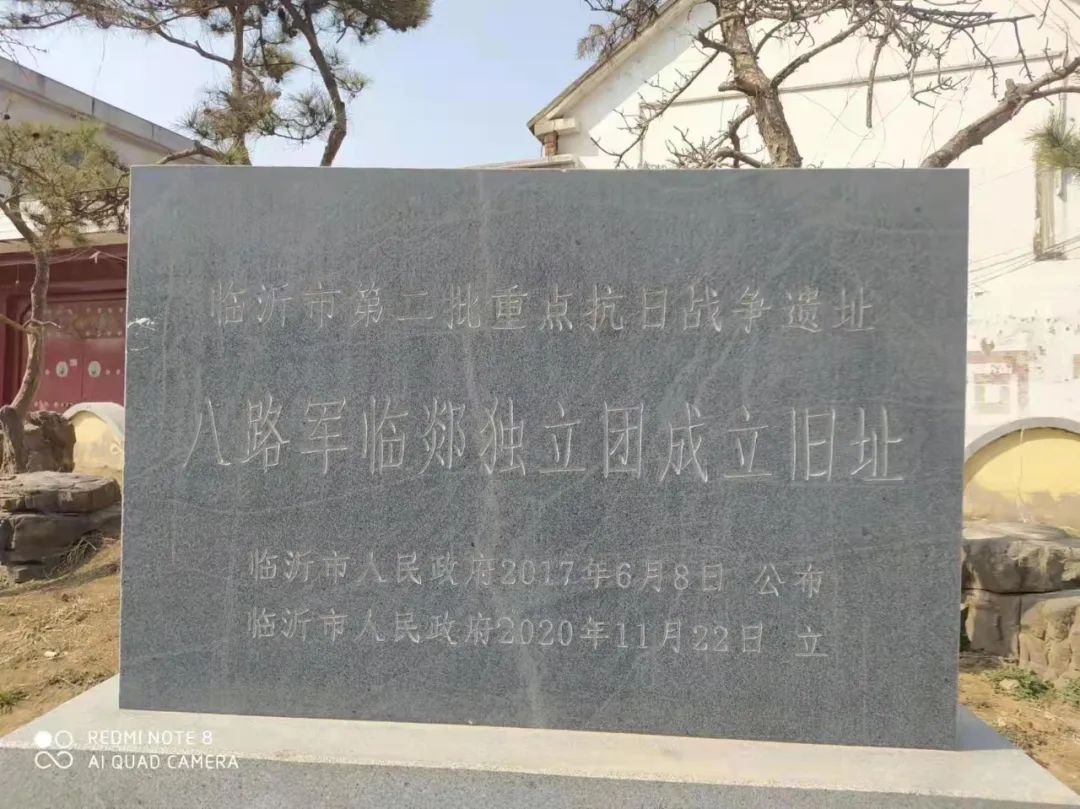 临沂市第二批重点抗日战争遗址
八路军临郯独立团成立旧址
临沂市人民政府2017年6月8日 公布
临沂市人民政府2020年11月22日 立
REDMI NOTE 8
AI QUAD CAMERA